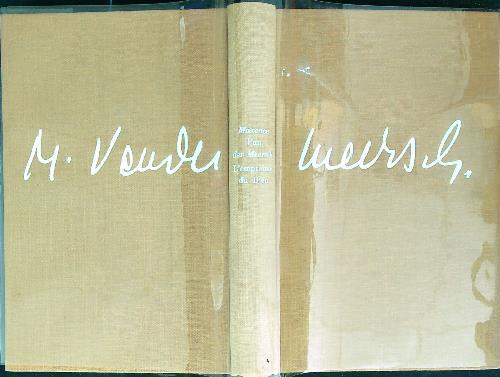 M. Vander Meersch.
Maxence
Van
der Meersch
L'empreinte
du dieu